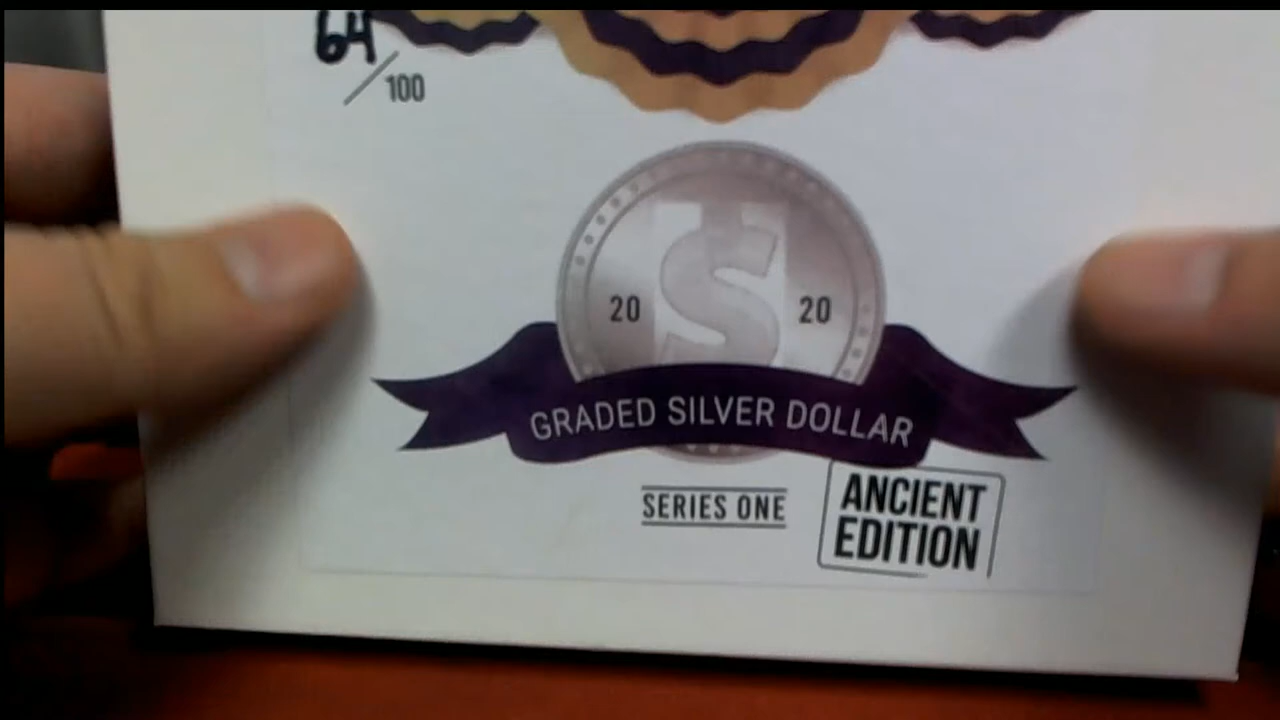 64
/100
$
20 20
GRADED SILVER DOLLAR
SERIES ONE
ANCIENT
EDITION